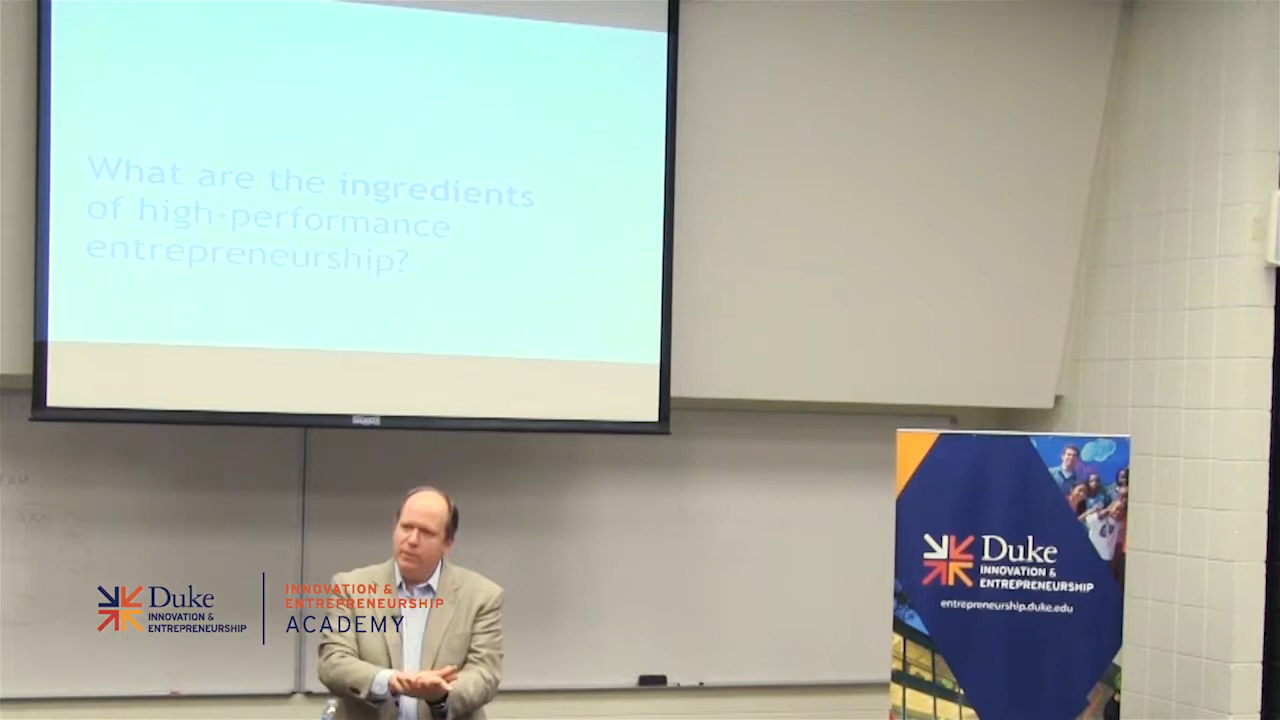 What are the ingredients
of high-performance
entrepreneurship?
Duke
INNOVATION &
ENTREPRENEURSHIP
INNOVATION &
ENTREPRENEURSHIP
ACADEMY
Duke
INNOVATION &
ENTREPRENEURSHIP
entrepreneurship.duke.edu